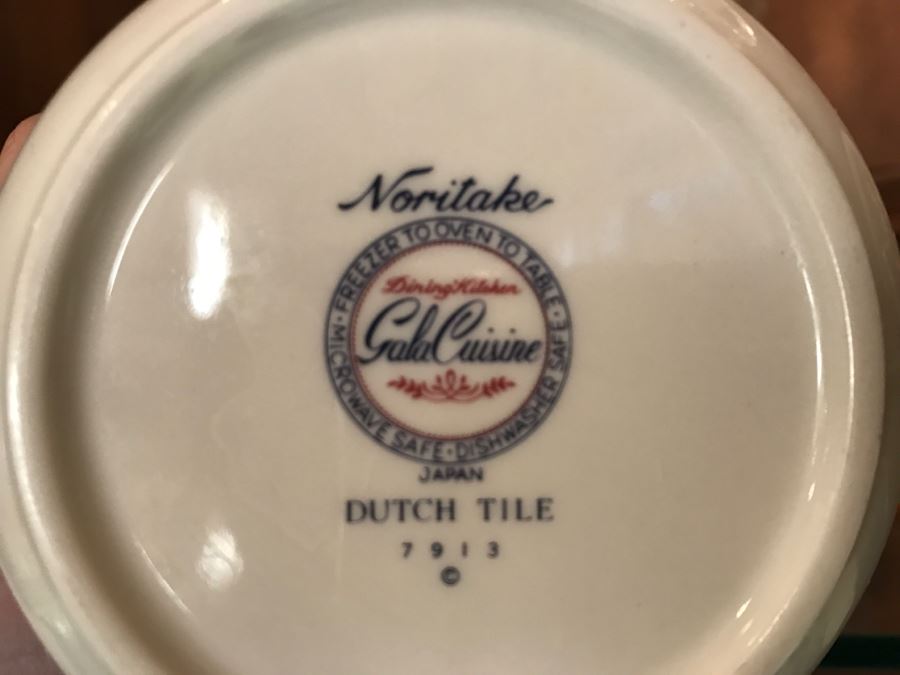 Noritake
FREEZER TO OVEN TO TABLE · MICROWAVE SAFE · DISHWASHER SAFE ·
Dining Kitchen
Gala Cuisine
JAPAN
DUTCH TILE
7913
©